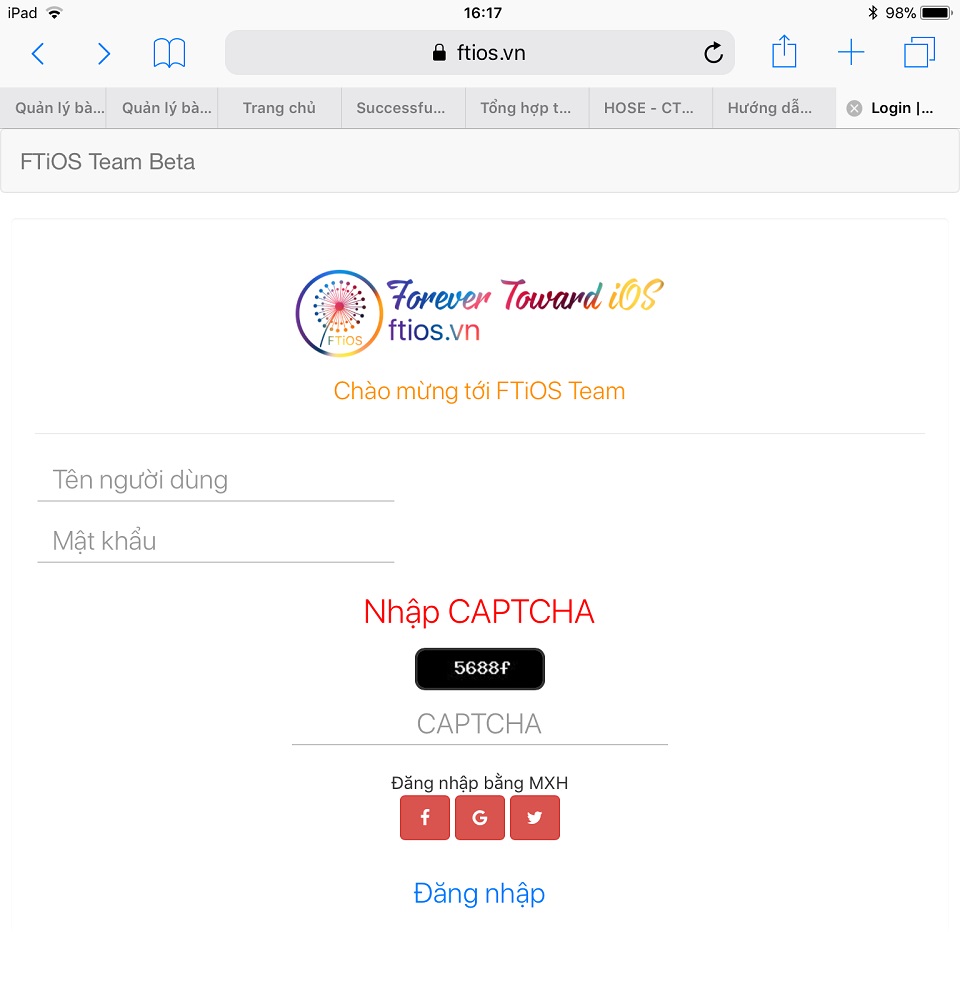 iPad 16:17 98%
ftios.vn
Quản lý bà... Quản lý bà... Trang chủ Successfu... Tổng hợp t... HOSE - CT... Hướng dẫ... Login |...
FTiOS Team Beta
Forever Toward iOS
FTiOS ftios.vn
Chào mừng tới FTiOS Team
Tên người dùng
Mật khẩu
Nhập CAPTCHA
5688f
CAPTCHA
Đăng nhập bằng MXH
Đăng nhập